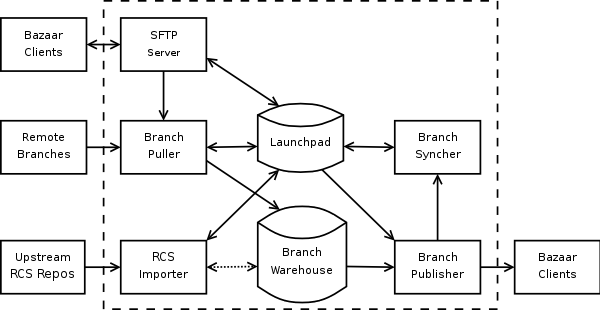 Bazaar
Clients
SFTP
Server
Remote
Branches
Branch
Puller
Launchpad
Branch
Syncher
Upstream
RCS Repos
RCS
Importer
Branch
Warehouse
Branch
Publisher
Bazaar
Clients